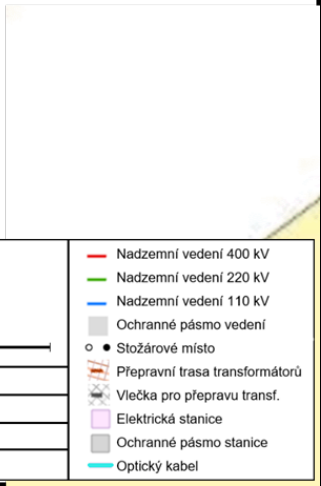 Nadzemní vedení 400 kV
Nadzemní vedení 220 kV
Nadzemní vedení 110 kV
Ochranné pásmo vedení
Stožárové místo
Přepravní trasa transformátorů
Vlečka pro přepravu transf.
Elektrická stanice
Ochranné pásmo stanice
Optický kabel